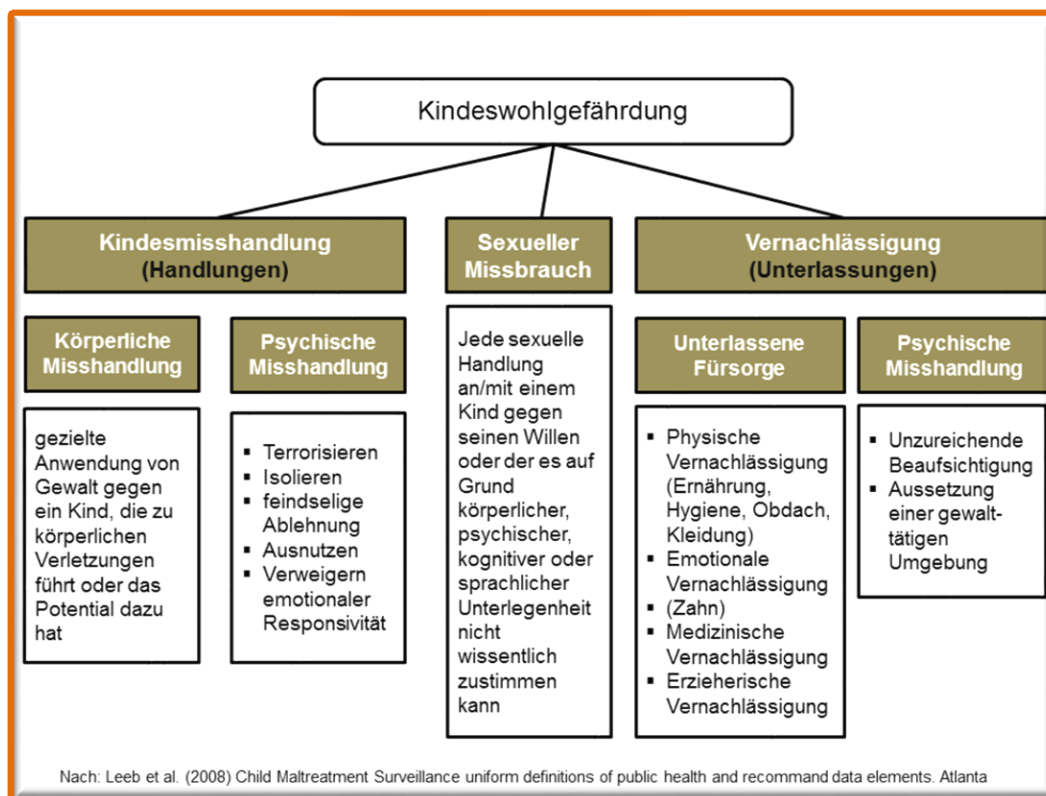 Kindeswohlgefährdung
Kindesmisshandlung
(Handlungen)
Sexueller
Missbrauch
Vernachlässigung
(Unterlassungen)
Körperliche
Misshandlung
gezielte
Anwendung von
Gewalt gegen
ein Kind, die zu
körperlichen
Verletzungen
führt oder das
Potential dazu
hat
Psychische
Misshandlung
▪ Terrorisieren
▪ Isolieren
▪ feindselige
Ablehnung
▪ Ausnutzen
▪ Verweigern
emotionaler
Responsivität
Jede sexuelle
Handlung
an/mit einem
Kind gegen
seinen Willen
oder der es auf
Grund
körperlicher,
psychischer,
kognitiver oder
sprachlicher
Unterlegenheit
nicht
wissentlich
zustimmen
kann
Unterlassene
Fürsorge
▪ Physische
Vernachlässigung
(Ernährung,
Hygiene, Obdach,
Kleidung)
▪ Emotionale
Vernachlässigung
▪ (Zahn)
▪ Medizinische
Vernachlässigung
▪ Erzieherische
Vernachlässigung
Psychische
Misshandlung
▪ Unzureichende
Beaufsichtigung
▪ Aussetzung
einer gewalt-
tätigen
Umgebung
Nach: Leeb et al. (2008) Child Maltreatment Surveillance uniform definitions of public health and recommand data elements. Atlanta